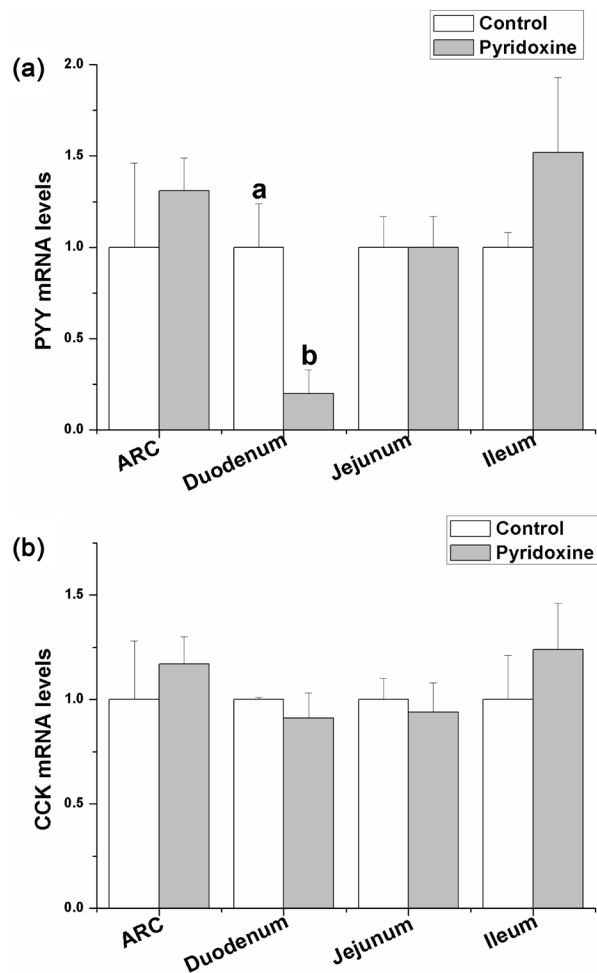 Control
Pyridoxine
(a)
2.0
1.5
1.0
0.5
0.0
PYY mRNA levels
a
b
ARC
Duodenum
Jejunum
Ileum
Control
Pyridoxine
(b)
1.5
1.0
0.5
0.0
CCK mRNA levels
ARC
Duodenum
Jejunum
Ileum